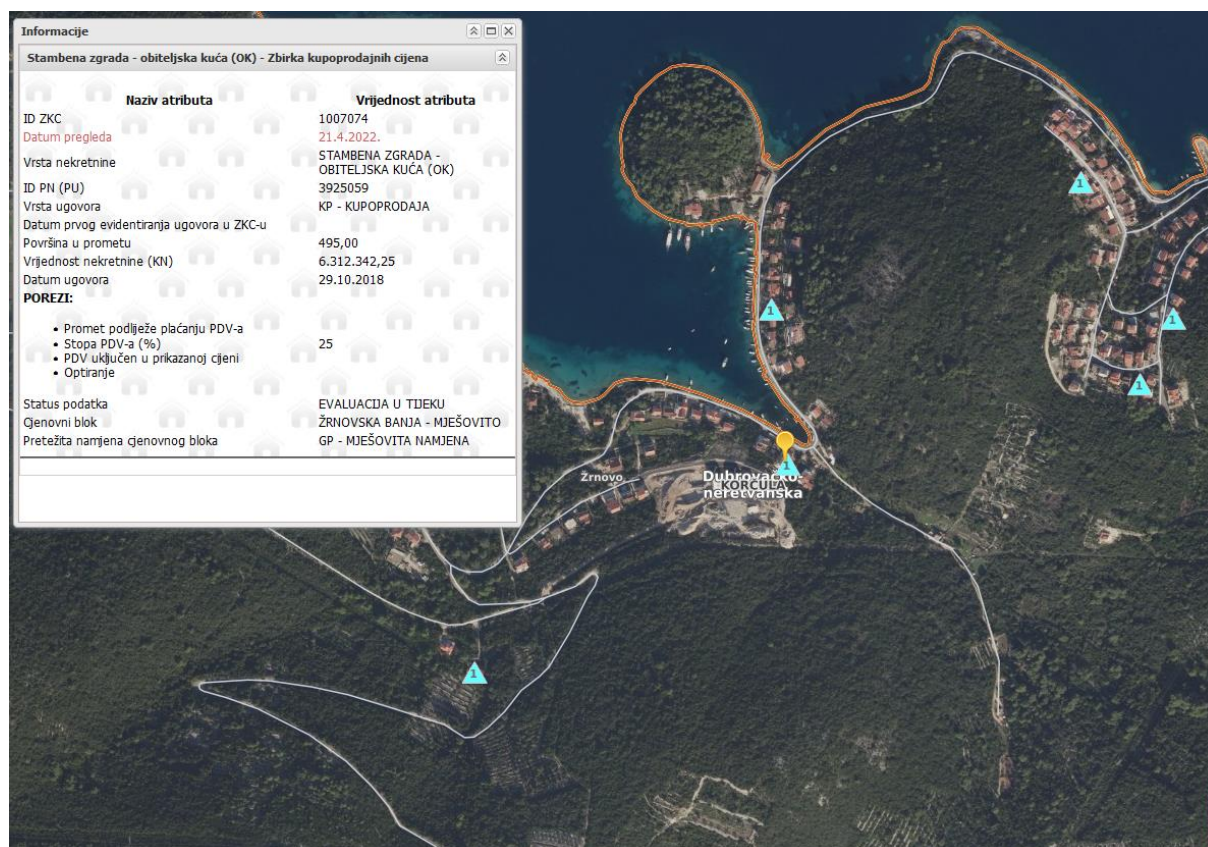 Informacije
Stambena zgrada - obiteljska kuća (OK) - Zbirka kupoprodajnih cijena
Naziv atributa Vrijednost atributa
ID ZKC 1007074
Datum pregleda 21.4.2022.
Vrsta nekretnine STAMBENA ZGRADA -
OBITELJSKA KUĆA (OK)
ID PN (PU) 3925059
Vrsta ugovora KP - KUPOPRODAJA
Datum prvog evidentiranja ugovora u ZKC-u
Površina u prometu 495,00
Vrijednost nekretnine (KN) 6.312.342,25
Datum ugovora 29.10.2018
POREZI:
• Promet podliježe plaćanju PDV-a
• Stopa PDV-a (%) 25
• PDV uključen u prikazanoj cijeni
• Optiranje
Status podatka EVALUACIJA U TIJEKU
Cjenovni blok ŽRNOVSKA BANJA - MJEŠOVITO
Pretežita namjena cjenovnog bloka GP - MJEŠOVITA NAMJENA
1
1
1
1
1
Žrnovo
Dubrovačko-
KORČULA
neretvanska
1